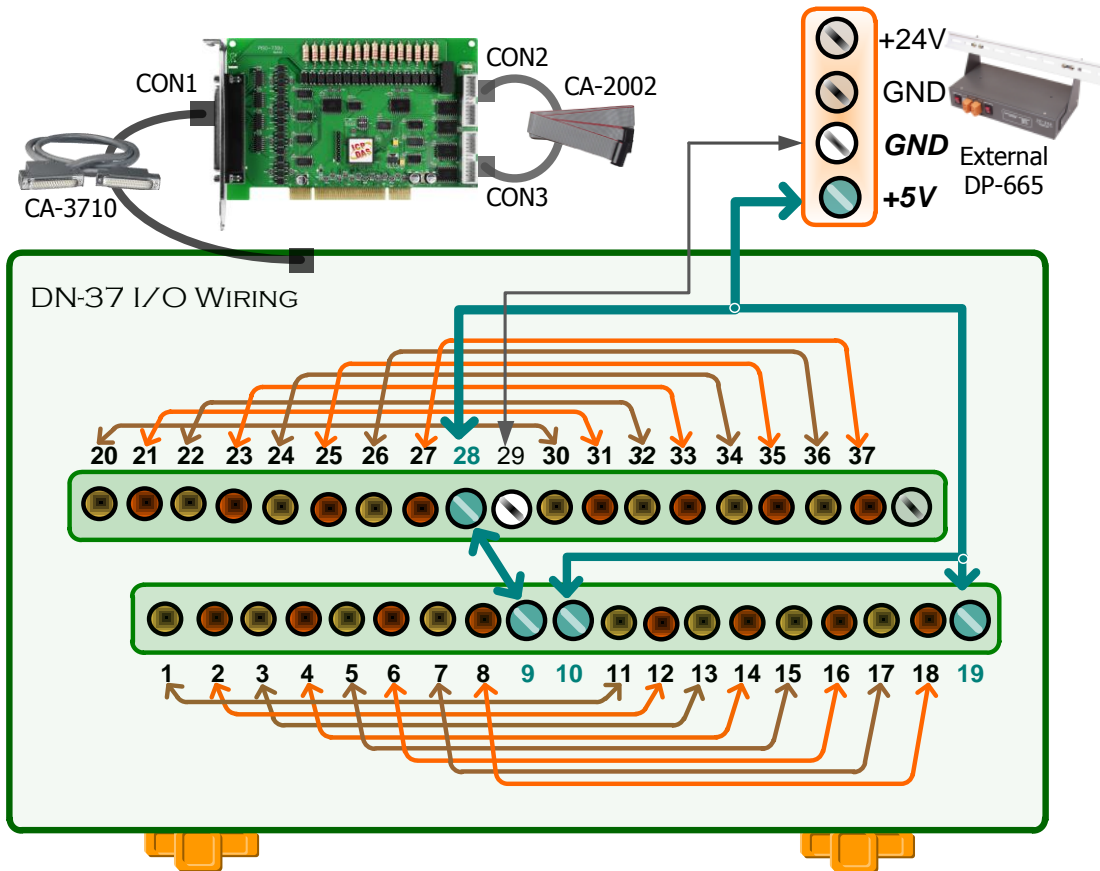 CON1
CON2
CA-2002
CON3
CA-3710
ICP DAS
+24V
GND
GND
+5V
External
DP-665
DN-37 I/O WIRING
20 21 22 23 24 25 26 27 28 29 30 31 32 33 34 35 36 37
1 2 3 4 5 6 7 8 9 10 11 12 13 14 15 16 17 18 19